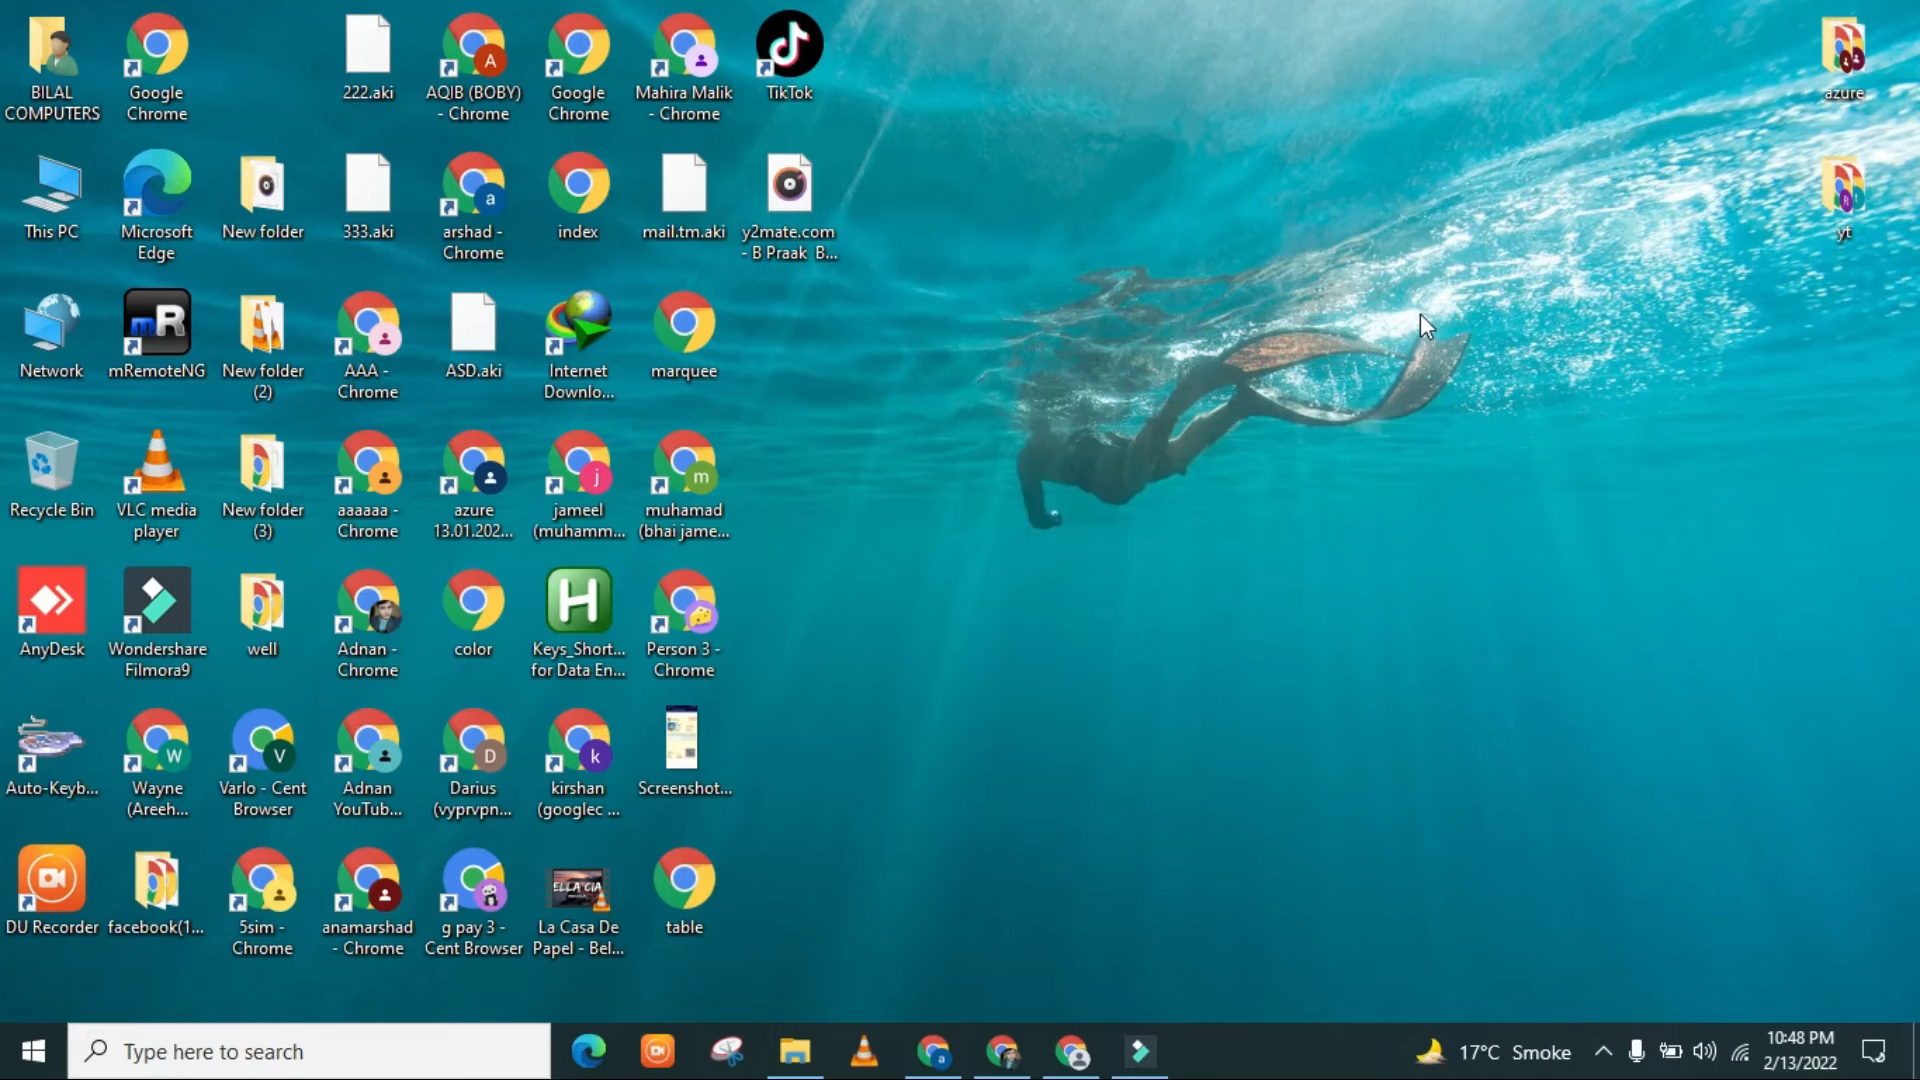 BILAL
COMPUTERS
Google
Chrome
222.aki
AQIB (BOBY)
- Chrome
Google
Chrome
Mahira Malik
- Chrome
TikTok
azure
This PC
Microsoft
Edge
New folder
333.aki
arshad -
Chrome
index
mail.tm.aki
y2mate.com
- B Praak B...
yt
Network
mR
mRemoteNG
New folder
(2)
AAA -
Chrome
ASD.aki
Internet
Downlo...
marquee
Recycle Bin
VLC media
player
New folder
(3)
aaaaaa -
Chrome
azure
13.01.202...
jameel
(muhamm...
muhamad
(bhai jame...
AnyDesk
Wondershare
Filmora9
well
Adnan -
Chrome
color
Keys_Short...
for Data En...
Person 3 -
Chrome
Auto-Keyb...
Wayne
(Areeh...
Varlo - Cent
Browser
Adnan
YouTub...
Darius
(vyprvpn...
kirshan
(googlec ...
Screenshot...
DU Recorder
facebook(1...
5sim -
Chrome
anamarshad
- Chrome
g pay 3 -
Cent Browser
ELLA CIA
La Casa De
Papel - Bel...
table
Type here to search
17°C Smoke
10:48 PM
2/13/2022